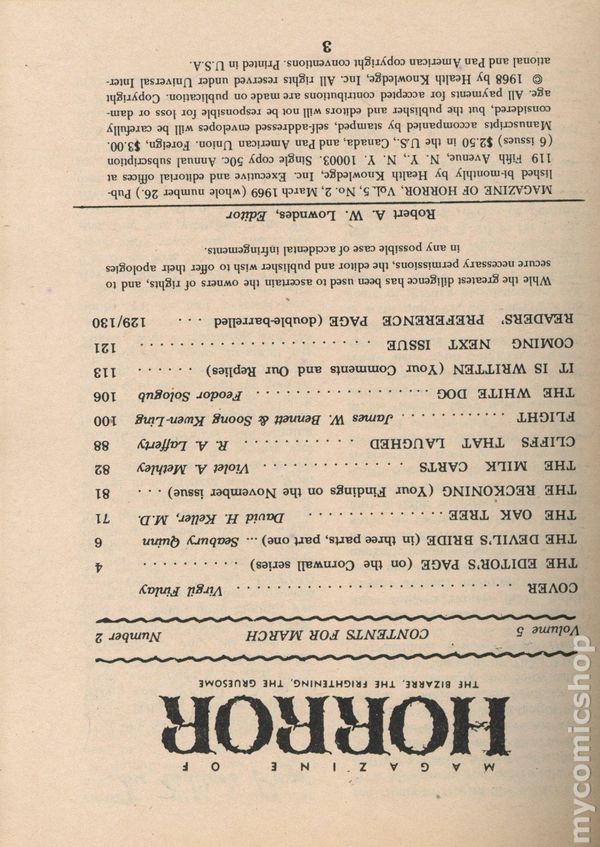 MAGAZINE OF
HORROR
THE BIZARRE, THE FRIGHTENING, THE GRUESOME
Volume 5 CONTENTS FOR MARCH Number 2
COVER . . . . . . . . . . . . . . . . . . . . . . . . . . Virgil Finlay
THE EDITOR'S PAGE (on the Cornwall series) . . . . . . . . . . 4
THE DEVIL'S BRIDE (in three parts, part one) ... Seabury Quinn 6
THE OAK TREE . . . . . . . . . . . . . David H. Keller, M.D. 71
THE RECKONING (Your Findings on the November issue) . . . 81
THE MILK CARTS . . . . . . . . . . . . . Violet A Methley 82
CLIFFS THAT LAUGHED . . . . . . . . . . . R. A. Lafferty 88
FLIGHT . . . . . . . . . . . . James W. Bennett & Soong Kwen-Ling 100
THE WHITE DOG . . . . . . . . . . . . . . . . . Feodor Sologub 106
IT IS WRITTEN (Your Comments and Our Replies) . . . . . . 113
COMING NEXT ISSUE . . . . . . . . . . . . . . . . . . . . . . 121
READERS' PREFERENCE PAGE (double-barrelled . . . 129/130
While the greatest diligence has been used to ascertain the owners of rights, and to
secure necessary permissions, the editor and publisher wish to offer their apologies
in any possible case of accidental infringements.
Robert A. W. Lowndes, Editor
MAGAZINE OF HORROR, Vol. 5, No. 2, March 1969 (whole number 26.) Pub-
lished bi-monthly by Health Knowledge, Inc. Executive and editorial offices at
119 Fifth Avenue, N. Y., N. Y. 10003. Single copy 50c. Annual subscription
(6 issues) $2.50 in the U.S., Canada, and Pan American Union. Foreign, $3.00.
Manuscripts accompanied by stamped, self-addressed envelopes will be carefully
considered, but the publisher and editors will not be responsible for loss or dam-
age. All payments for accepted contributions are made on publication. Copyright
© 1968 by Health Knowledge, Inc. All rights reserved under Universal Inter-
ational and Pan American copyright conventions. Printed in U.S.A.
3
mycomicshop